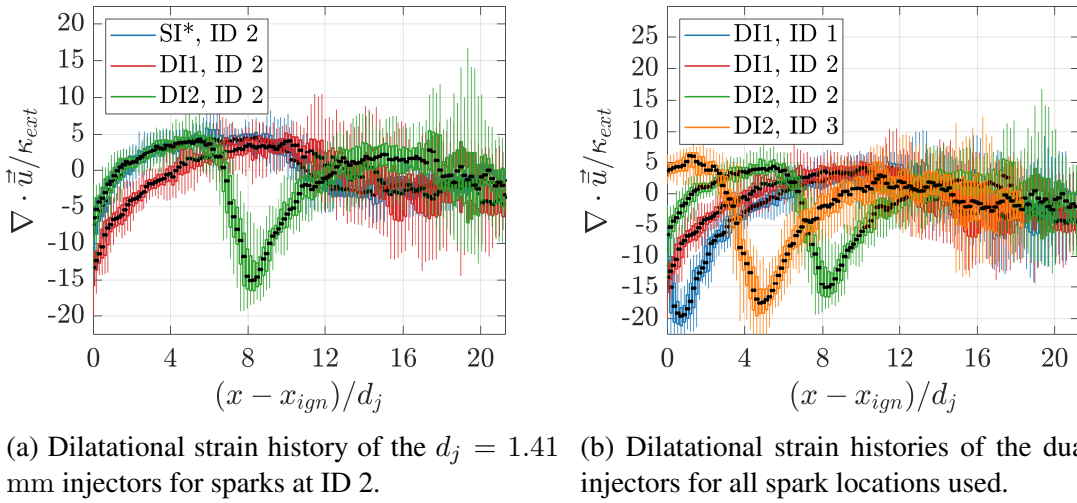 20
15
10
5
0
-5
-10
-15
-20
∇ · u⃗/κ_ext
SI*, ID 2
DI1, ID 2
DI2, ID 2
0 4 8 12 16 20
(x − x_ign)/d_j
25
20
15
10
5
0
-5
-10
-15
-20
∇ · u⃗/κ_ext
DI1, ID 1
DI1, ID 2
DI2, ID 2
DI2, ID 3
0 4 8 12 16 20
(x − x_ign)/d_j
(a) Dilatational strain history of the d_j = 1.41
mm injectors for sparks at ID 2.
(b) Dilatational strain histories of the dua
injectors for all spark locations used.